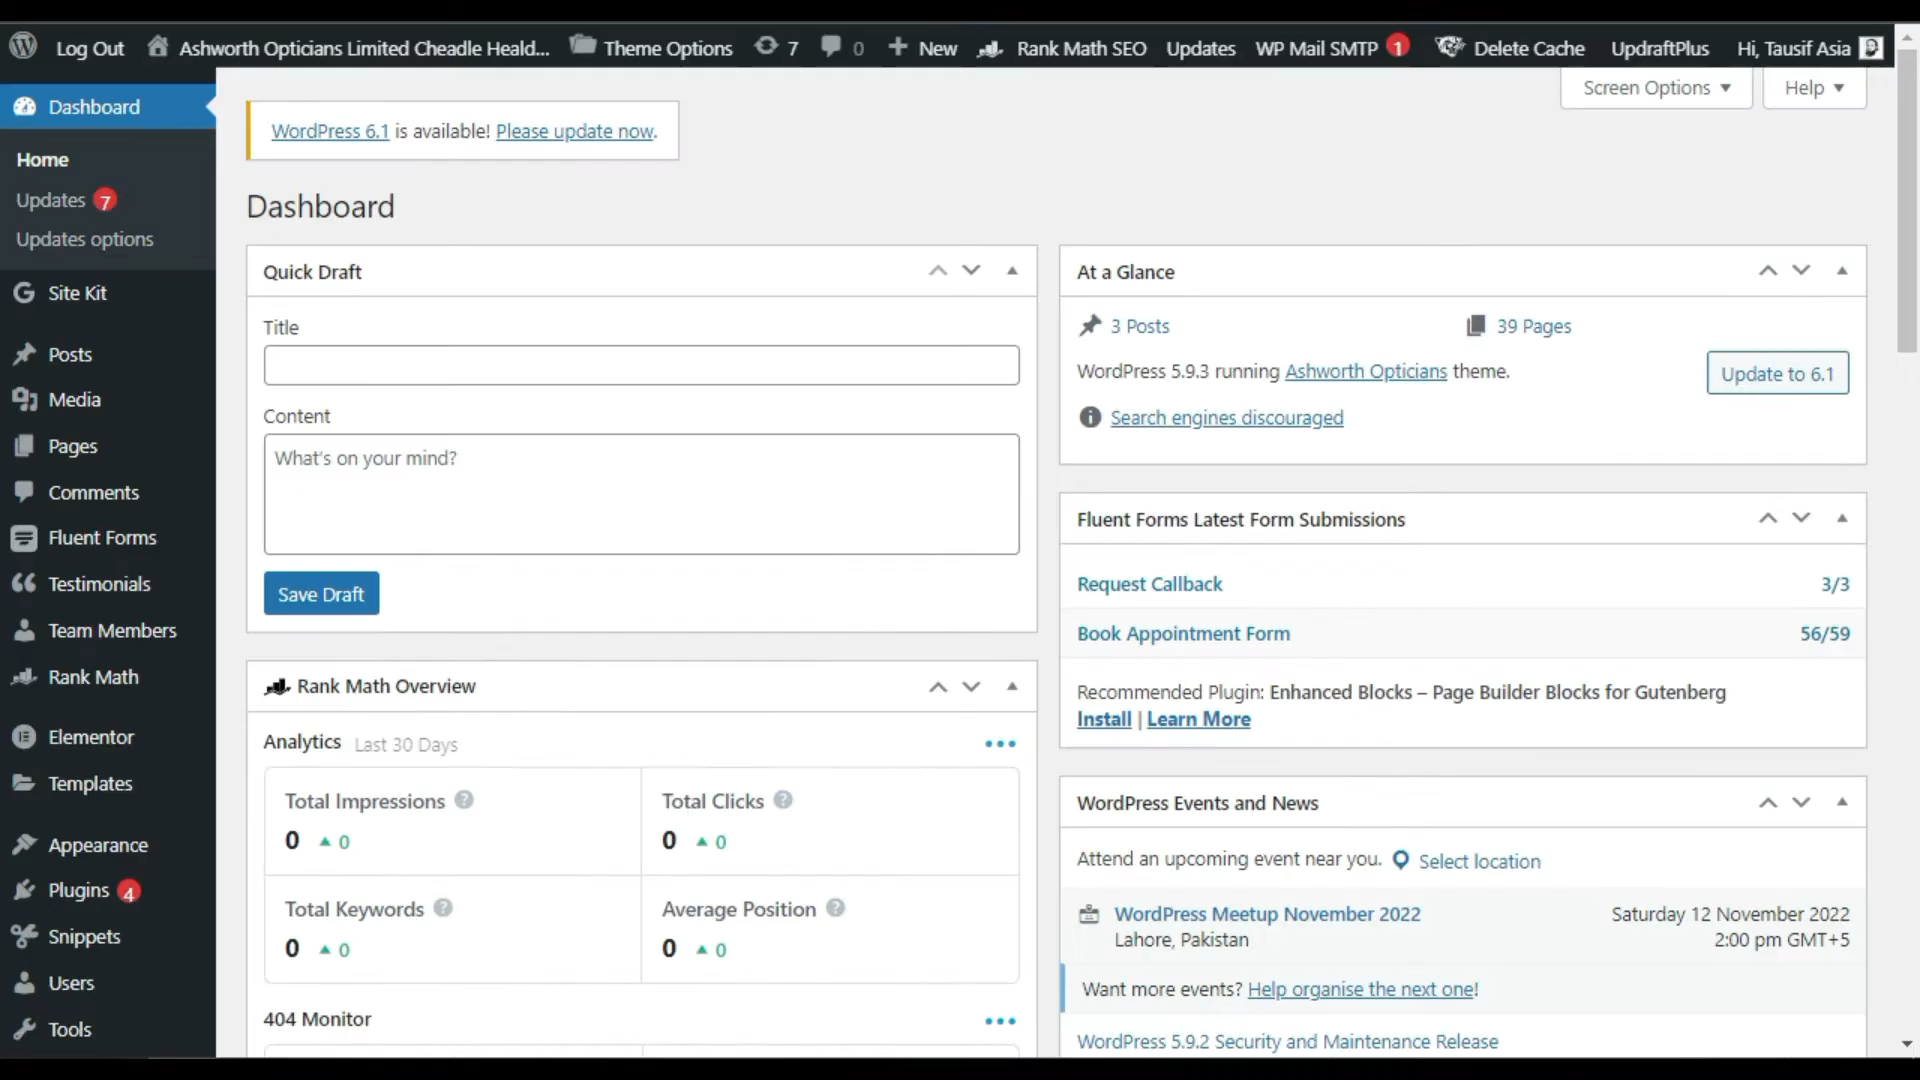 Log Out Ashworth Opticians Limited Cheadle Heald... Theme Options 7 0 New Rank Math SEO Updates WP Mail SMTP 1 Delete Cache UpdraftPlus Hi, Tausif Asia
Screen Options Help
Dashboard
Home
Updates 7
Updates options
Site Kit
Posts
Media
Pages
Comments
Fluent Forms
Testimonials
Team Members
Rank Math
Elementor
Templates
Appearance
Plugins 4
Snippets
Users
Tools
WordPress 6.1 is available! Please update now.
Dashboard
Quick Draft
Title
Content
What's on your mind?
Save Draft
Rank Math Overview
Analytics Last 30 Days
Total Impressions Total Clicks
0 0 0 0
Total Keywords Average Position
0 0 0 0
404 Monitor
At a Glance
3 Posts 39 Pages
WordPress 5.9.3 running Ashworth Opticians theme. Update to 6.1
Search engines discouraged
Fluent Forms Latest Form Submissions
Request Callback 3/3
Book Appointment Form 56/59
Recommended Plugin: Enhanced Blocks – Page Builder Blocks for Gutenberg
Install | Learn More
WordPress Events and News
Attend an upcoming event near you. Select location
WordPress Meetup November 2022 Saturday 12 November 2022
Lahore, Pakistan 2:00 pm GMT+5
Want more events? Help organise the next one!
WordPress 5.9.2 Security and Maintenance Release